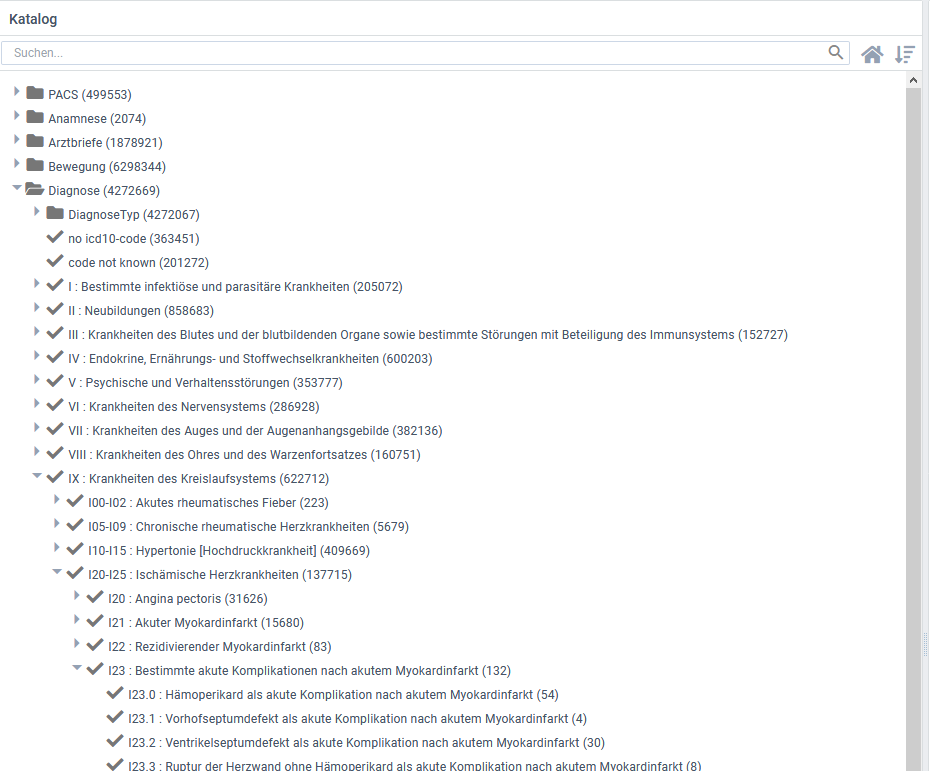 Katalog
Suchen...
PACS (499553)
Anamnese (2074)
Arztbriefe (1878921)
Bewegung (6298344)
Diagnose (4272669)
DiagnoseTyp (4272067)
no icd10-code (363451)
code not known (201272)
I : Bestimmte infektiöse und parasitäre Krankheiten (205072)
II : Neubildungen (858683)
III : Krankheiten des Blutes und der blutbildenden Organe sowie bestimmte Störungen mit Beteiligung des Immunsystems (152727)
IV : Endokrine, Ernährungs- und Stoffwechselkrankheiten (600203)
V : Psychische und Verhaltensstörungen (353777)
VI : Krankheiten des Nervensystems (286928)
VII : Krankheiten des Auges und der Augenanhangsgebilde (382136)
VIII : Krankheiten des Ohres und des Warzenfortsatzes (160751)
IX : Krankheiten des Kreislaufsystems (622712)
I00-I02 : Akutes rheumatisches Fieber (223)
I05-I09 : Chronische rheumatische Herzkrankheiten (5679)
I10-I15 : Hypertonie [Hochdruckkrankheit] (409669)
I20-I25 : Ischämische Herzkrankheiten (137715)
I20 : Angina pectoris (31626)
I21 : Akuter Myokardinfarkt (15680)
I22 : Rezidivierender Myokardinfarkt (83)
I23 : Bestimmte akute Komplikationen nach akutem Myokardinfarkt (132)
I23.0 : Hämoperikard als akute Komplikation nach akutem Myokardinfarkt (54)
I23.1 : Vorhofseptumdefekt als akute Komplikation nach akutem Myokardinfarkt (4)
I23.2 : Ventrikelseptumdefekt als akute Komplikation nach akutem Myokardinfarkt (30)
I23.3 : Ruptur der Herzwand ohne Hämoperikard als akute Komplikation nach akutem Myokardinfarkt (8)